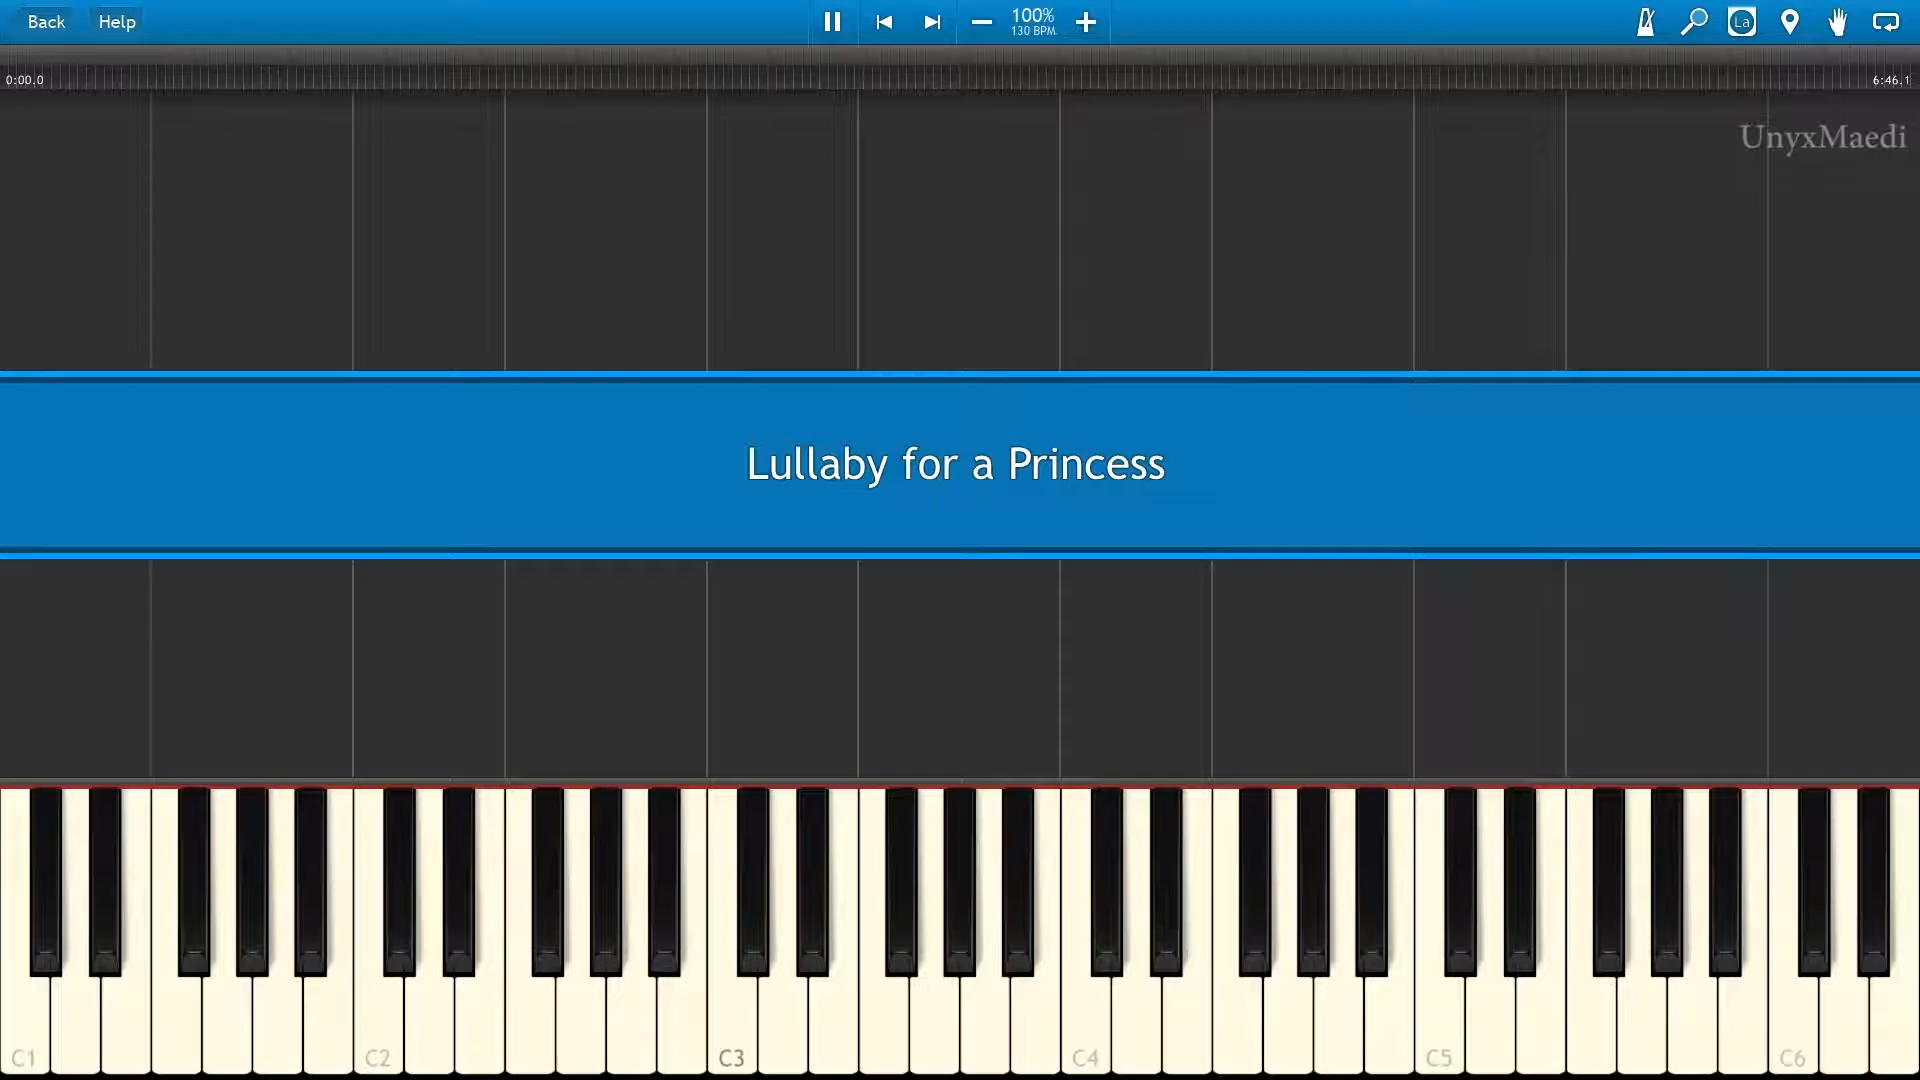 Back Help 100%
130 BPM
La
0:00.0 6:46.1
UnyxMaedi
Lullaby for a Princess
C1 C2 C3 C4 C5 C6